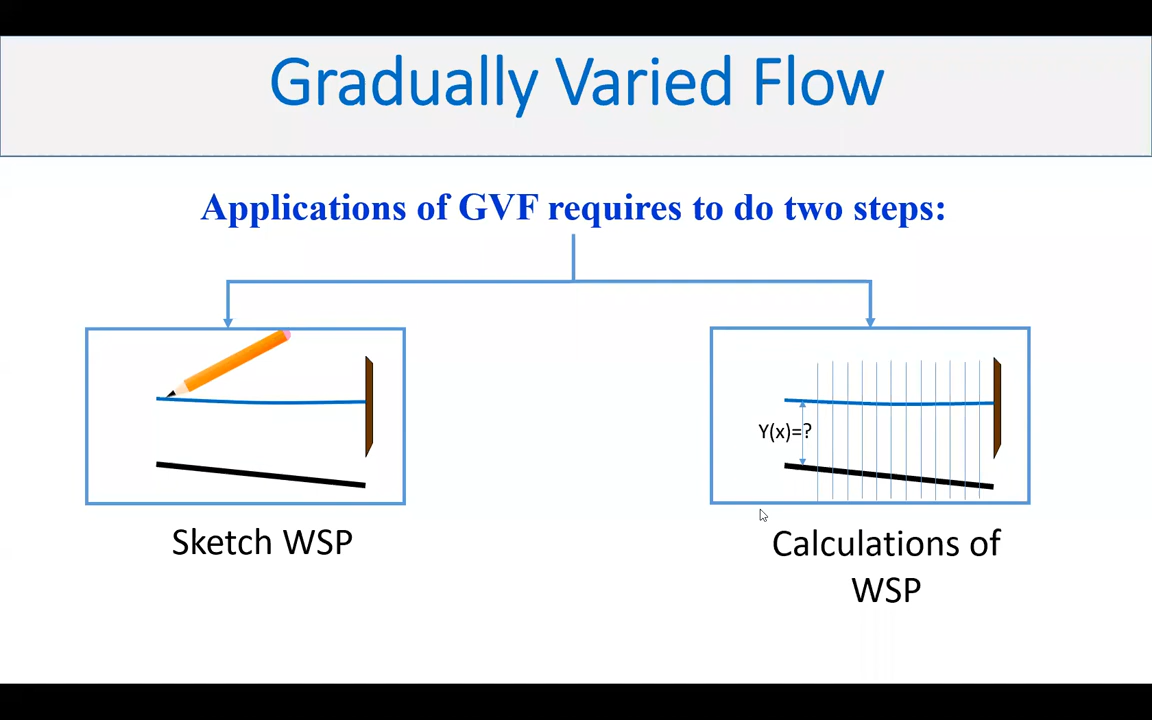 Gradually Varied Flow
Applications of GVF requires to do two steps:
Y(x)=?
Sketch WSP
Calculations of
WSP